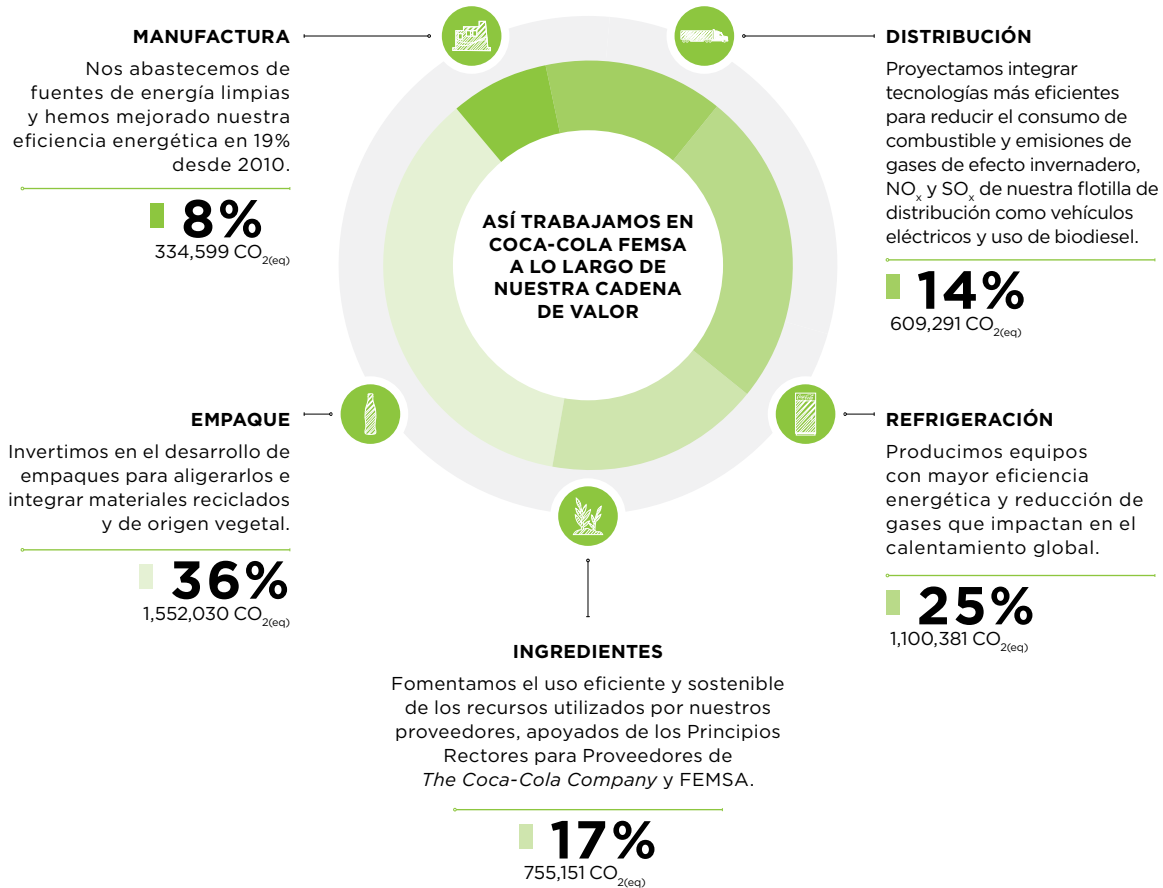 MANUFACTURA
Nos abastecemos de
fuentes de energía limpias
y hemos mejorado nuestra
eficiencia energética en 19%
desde 2010.
8%
334,599 CO2(eq)
DISTRIBUCIÓN
Proyectamos integrar
tecnologías más eficientes
para reducir el consumo de
combustible y emisiones de
gases de efecto invernadero,
NOx y SOx de nuestra flotilla de
distribución como vehículos
eléctricos y uso de biodiesel.
14%
609,291 CO2(eq)
ASÍ TRABAJAMOS EN
COCA-COLA FEMSA
A LO LARGO DE
NUESTRA CADENA
DE VALOR
EMPAQUE
Invertimos en el desarrollo de
empaques para aligerarlos e
integrar materiales reciclados
y de origen vegetal.
36%
1,552,030 CO2(eq)
REFRIGERACIÓN
Producimos equipos
con mayor eficiencia
energética y reducción de
gases que impactan en el
calentamiento global.
25%
1,100,381 CO2(eq)
INGREDIENTES
Fomentamos el uso eficiente y sostenible
de los recursos utilizados por nuestros
proveedores, apoyados de los Principios
Rectores para Proveedores de
The Coca-Cola Company y FEMSA.
17%
755,151 CO2(eq)